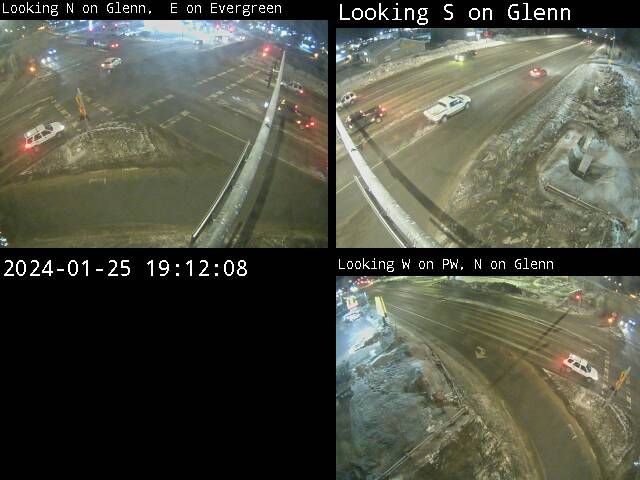 Looking N on Glenn,  E on Evergreen
Looking S on Glenn
2024-01-25 19:12:08
Looking W on PW, N on Glenn